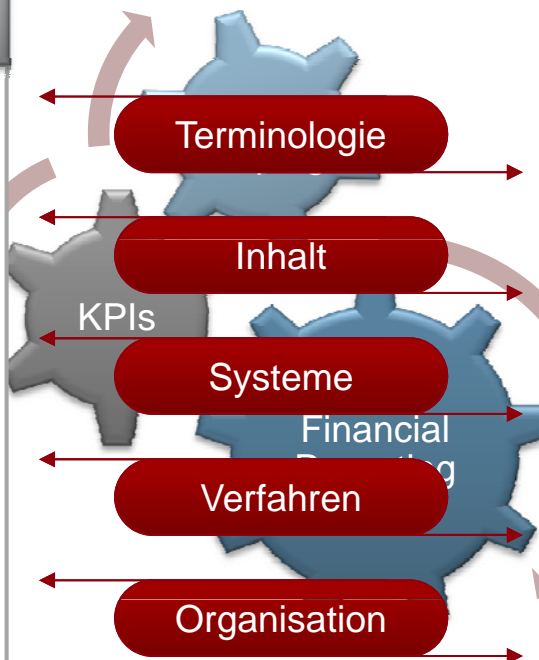 Terminologie
Inhalt
KPIs
Systeme
Financial
Verfahren
Organisation